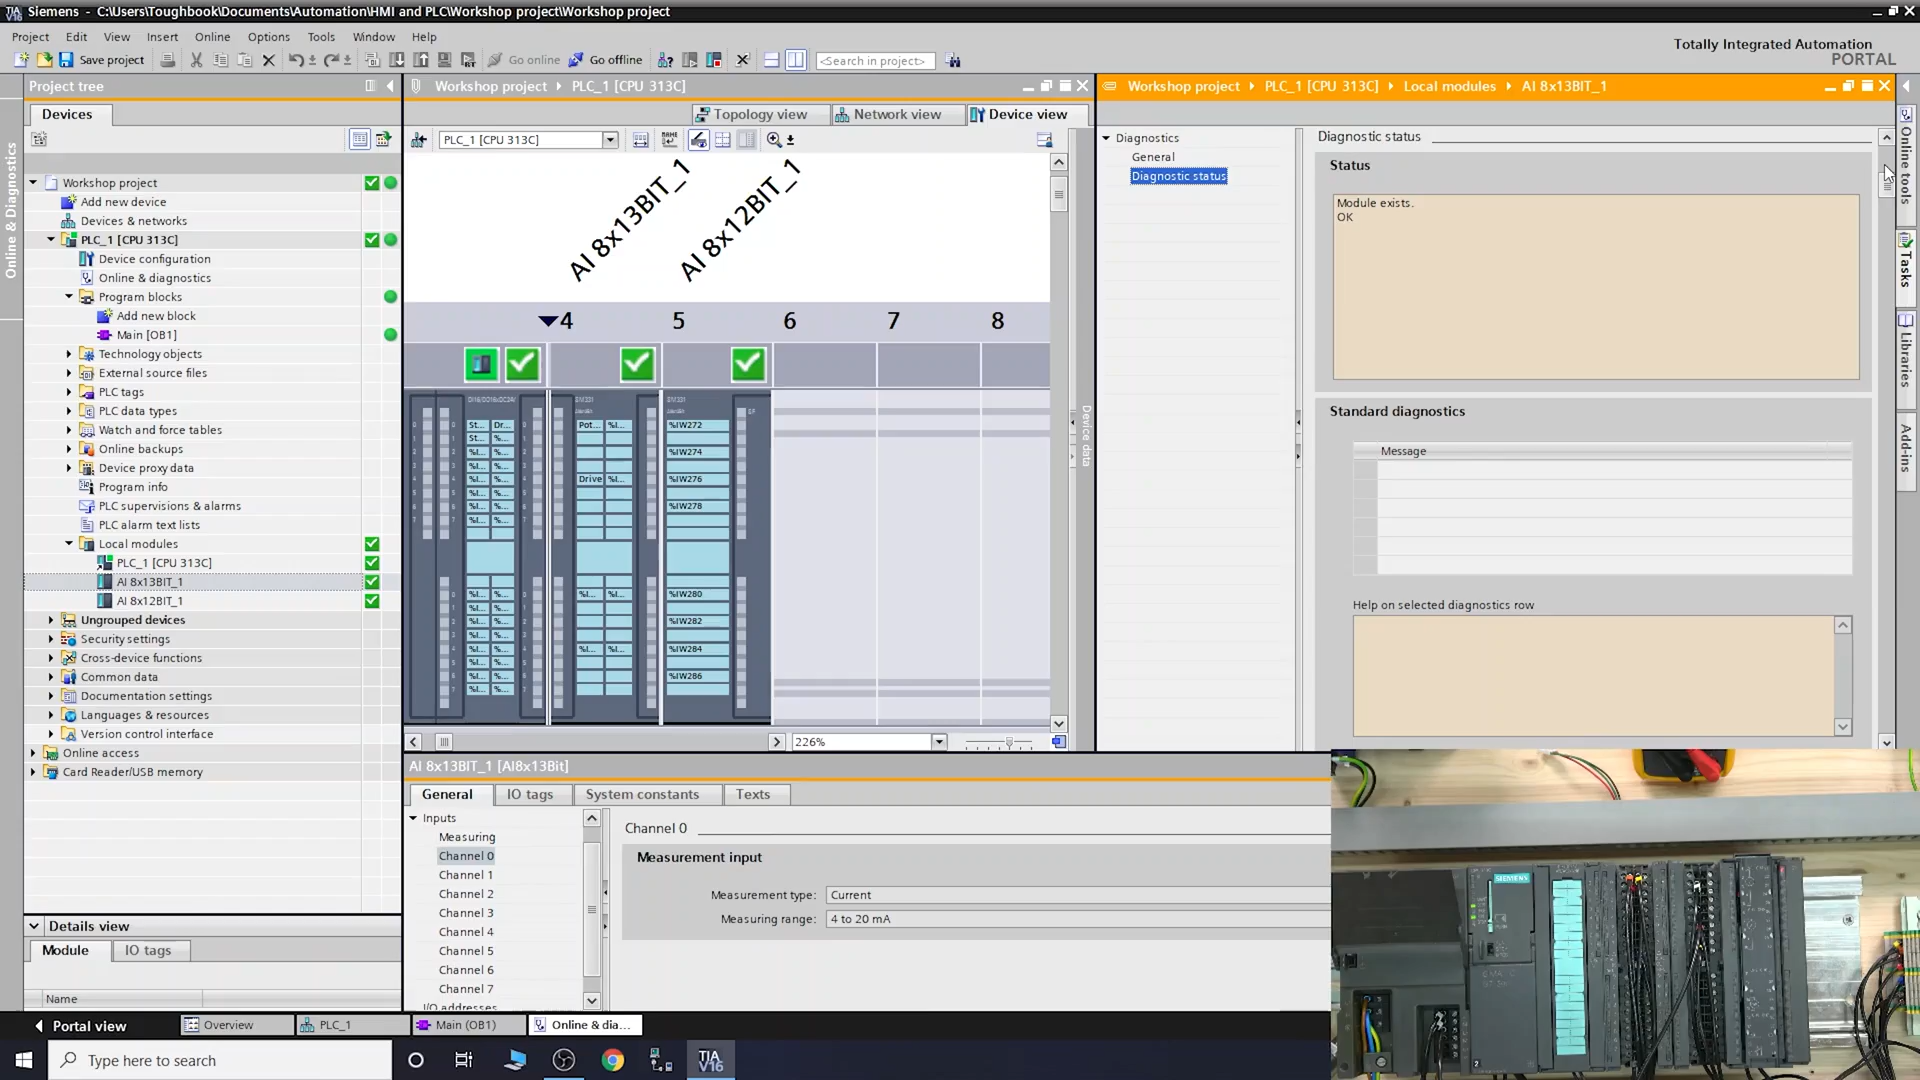 Siemens - C:\Users\Toughbook\Documents\Automation\HMI and PLC\Workshop project\Workshop project
Project Edit View Insert Online Options Tools Window Help
Totally Integrated Automation
PORTAL
Save project
Go online
Go offline
<Search in project>
Project tree
Devices
Workshop project
Add new device
Devices & networks
PLC_1 [CPU 313C]
Device configuration
Online & diagnostics
Program blocks
Add new block
Main [OB1]
Technology objects
External source files
PLC tags
PLC data types
Watch and force tables
Online backups
Device proxy data
Program info
PLC supervisions & alarms
PLC alarm text lists
Local modules
PLC_1 [CPU 313C]
AI 8x13BIT_1
AI 8x12BIT_1
Ungrouped devices
Security settings
Cross-device functions
Common data
Documentation settings
Languages & resources
Version control interface
Online access
Card Reader/USB memory
Details view
Module
IO tags
Name
Online & Diagnostics
Workshop project ▸ PLC_1 [CPU 313C]
Topology view
Network view
Device view
PLC_1 [CPU 313C]
AI 8x13BIT_1
AI 8x12BIT_1
4 5 6 7 8
St... Dr... Pot... %I... %IW272
St... %... %IW274
%I... %... Drive %I... %IW276
%I... %... %IW278
%I... %... %I... %I... %IW280
%I... %... %IW282
%I... %... %I... %I... %IW284
%I... %... %IW286
226%
Device data
Workshop project ▸ PLC_1 [CPU 313C] ▸ Local modules ▸ AI 8x13BIT_1
Diagnostics
General
Diagnostic status
Diagnostic status
Status
Module exists.
OK
Standard diagnostics
Message
Help on selected diagnostics row
Online tools
Tasks
Libraries
Add-ins
AI 8x13BIT_1 [AI8x13Bit]
General
IO tags
System constants
Texts
Inputs
Measuring
Channel 0
Channel 1
Channel 2
Channel 3
Channel 4
Channel 5
Channel 6
Channel 7
I/O addresses
Channel 0
Measurement input
Measurement type: Current
Measuring range: 4 to 20 mA
SIEMENS
Portal view
Overview
PLC_1
Main (OB1)
Online & dia...
Type here to search
TIA
V16